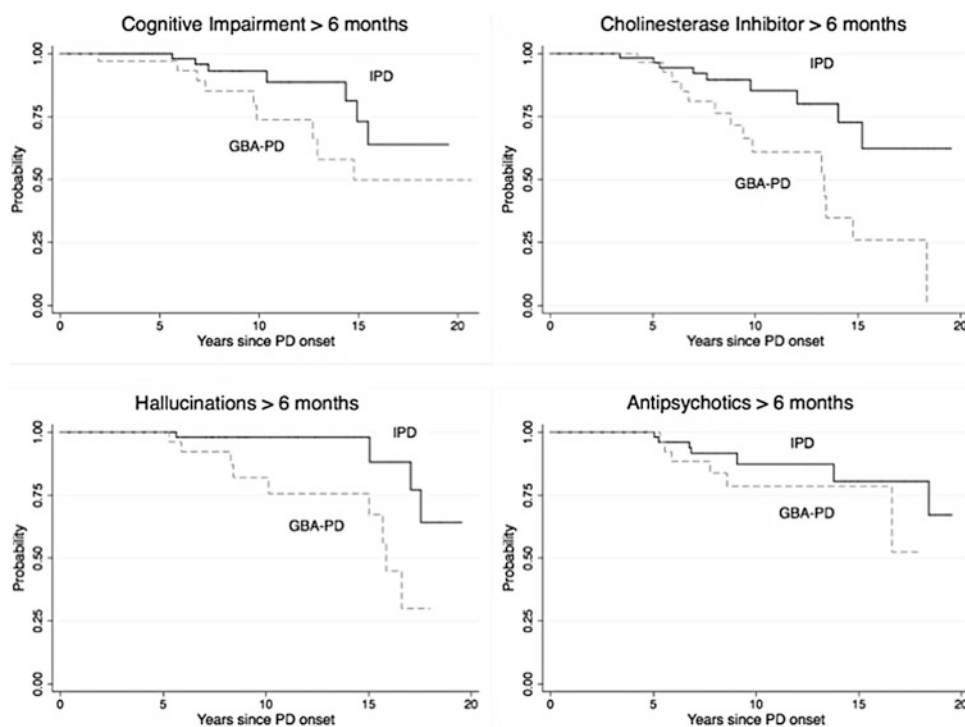 Cognitive Impairment > 6 months
Probability
0.00 0.25 0.50 0.75 1.00
IPD
GBA-PD
0 5 10 15 20
Years since PD onset
Cholinesterase Inhibitor > 6 months
Probability
0.00 0.25 0.50 0.75 1.00
IPD
GBA-PD
0 5 10 15 20
Years since PD onset
Hallucinations > 6 months
Probability
0.00 0.25 0.50 0.75 1.00
IPD
GBA-PD
0 5 10 15 20
Years since PD onset
Antipsychotics > 6 months
Probability
0.00 0.25 0.50 0.75 1.00
IPD
GBA-PD
0 5 10 15 20
Years since PD onset